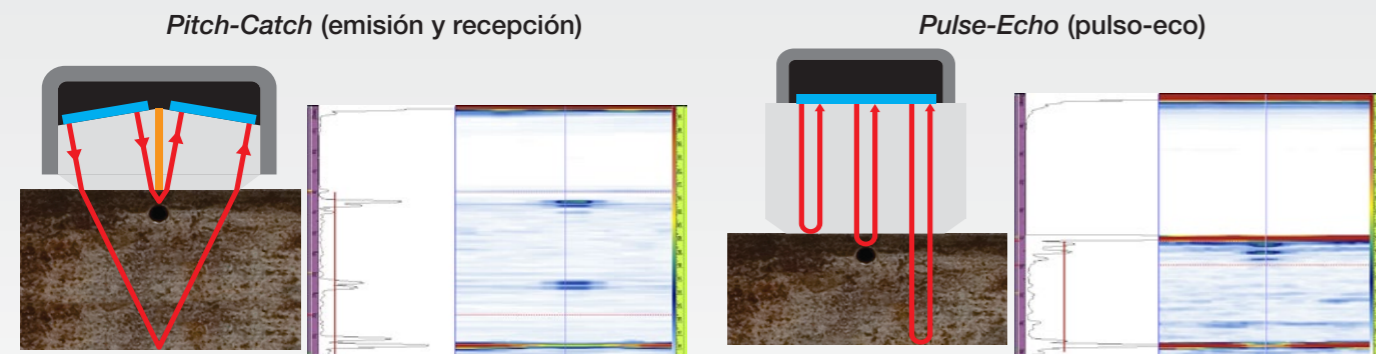 Pitch-Catch (emisión y recepción)
Pulse-Echo (pulso-eco)